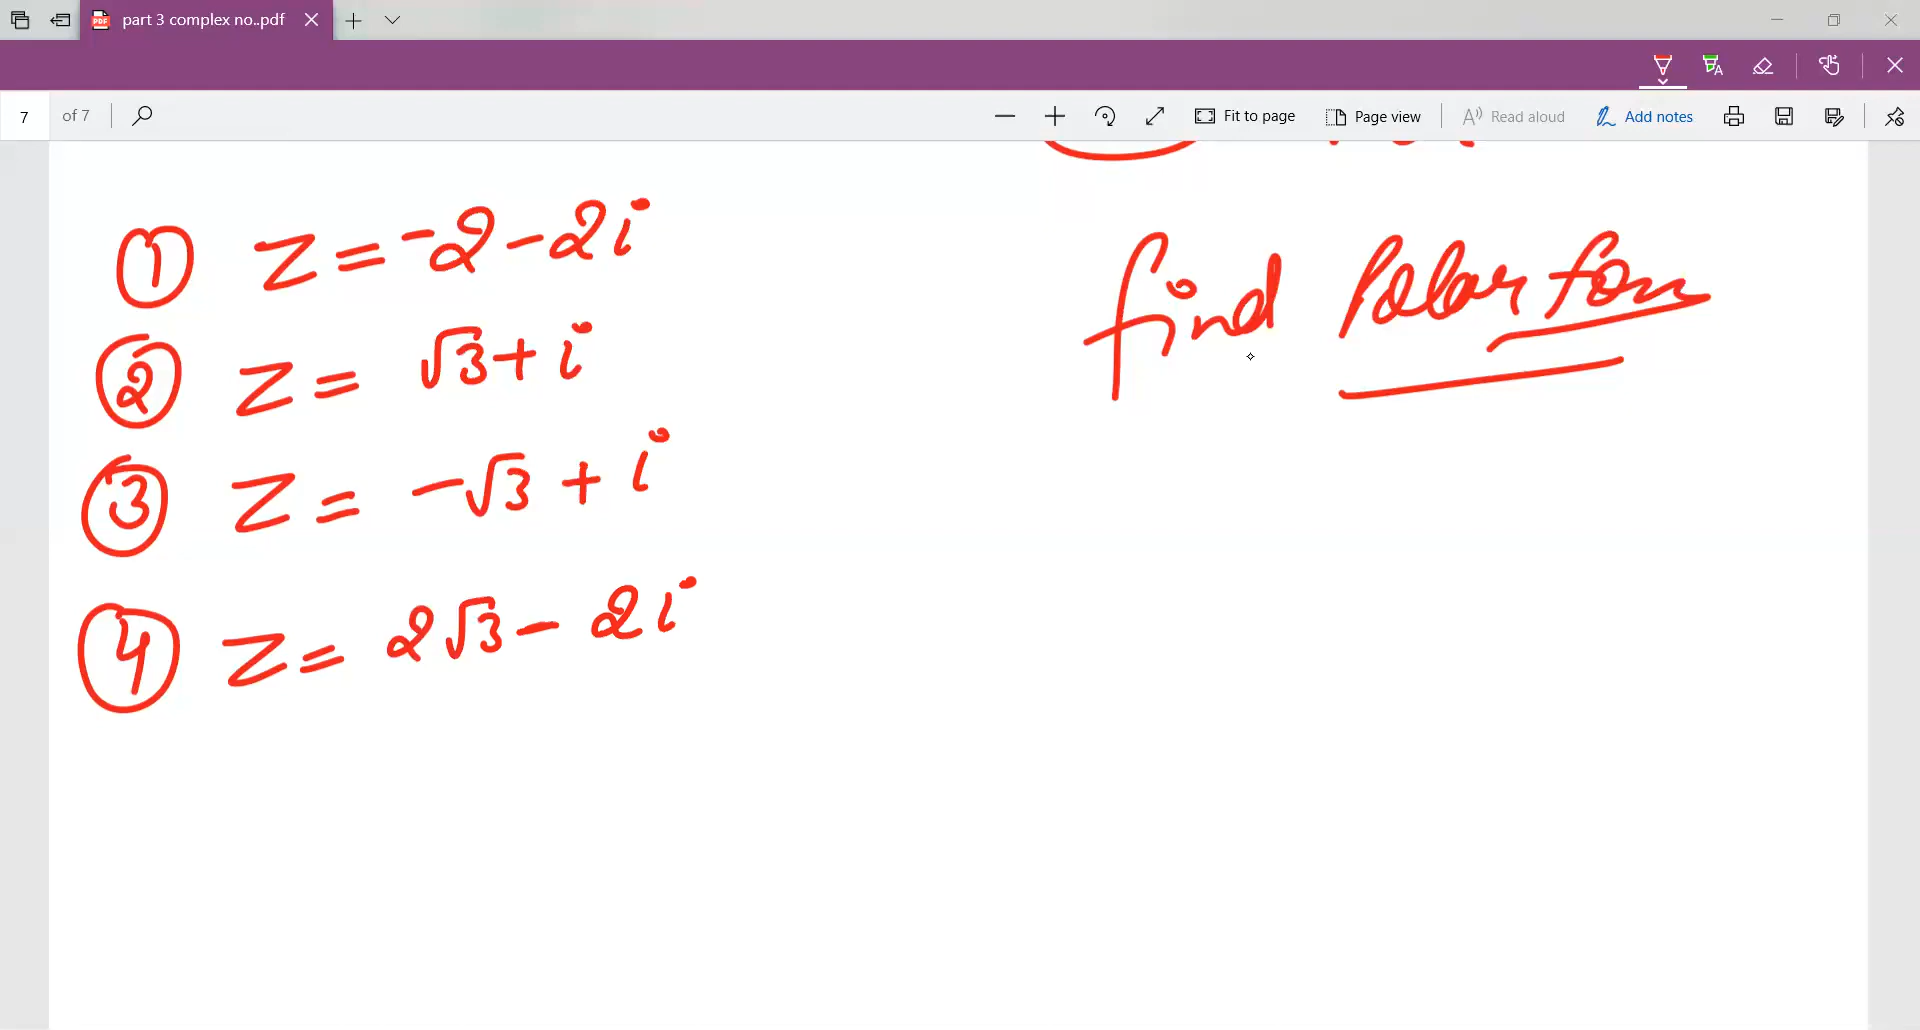 part 3 complex no..pdf
7 of 7
Fit to page
Page view
Read aloud
Add notes
① z = -2 - 2i
② z = √3 + i
③ z = -√3 + i
④ z = 2√3 - 2i
find Polar form